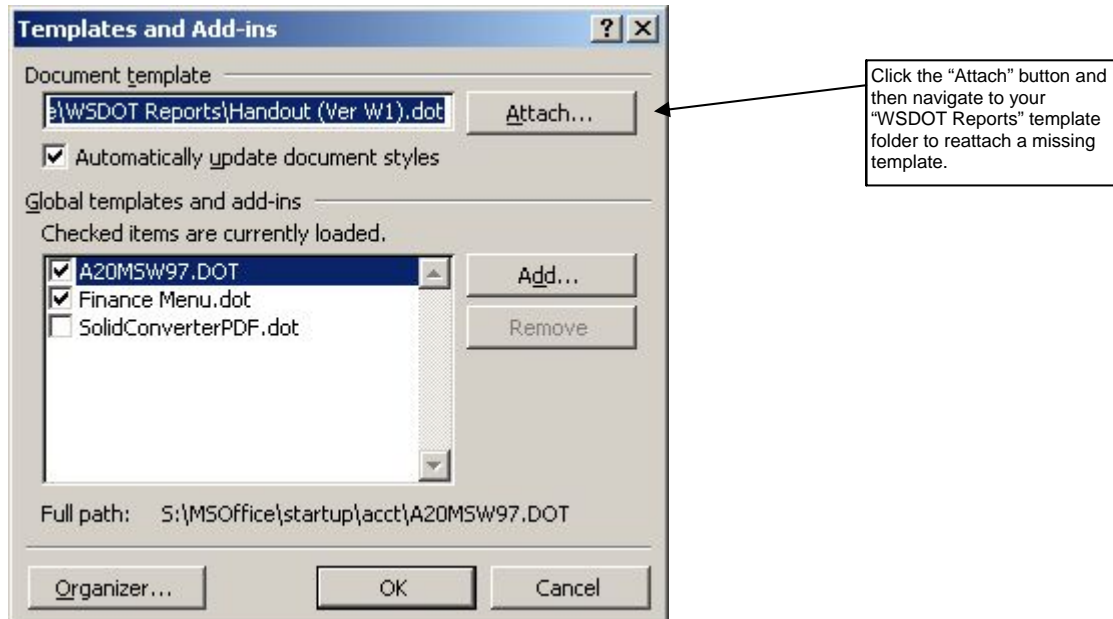 Templates and Add-ins
Document template
e\WSDOT Reports\Handout (Ver W1).dot
Attach...
Automatically update document styles
Global templates and add-ins
Checked items are currently loaded.
A20MSW97.DOT
Finance Menu.dot
SolidConverterPDF.dot
Add...
Remove
Full path: S:\MSOffice\startup\acct\A20MSW97.DOT
Organizer...
OK
Cancel
Click the “Attach” button and
then navigate to your
“WSDOT Reports” template
folder to reattach a missing
template.